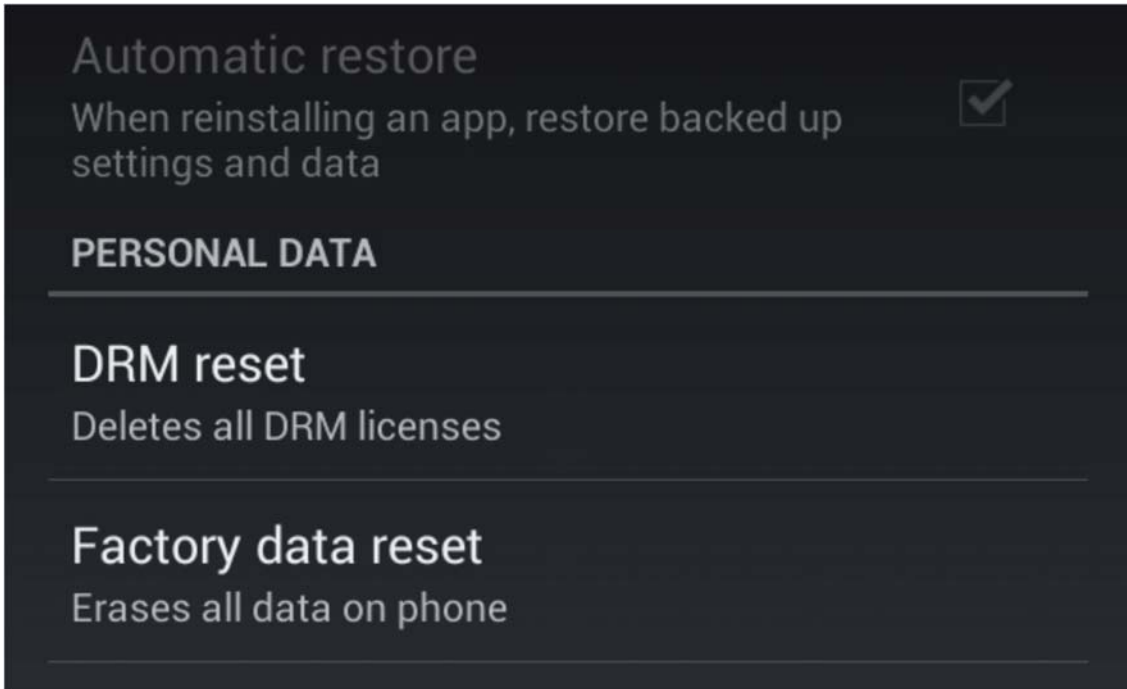 Automatic restore
When reinstalling an app, restore backed up
settings and data
PERSONAL DATA
DRM reset
Deletes all DRM licenses
Factory data reset
Erases all data on phone